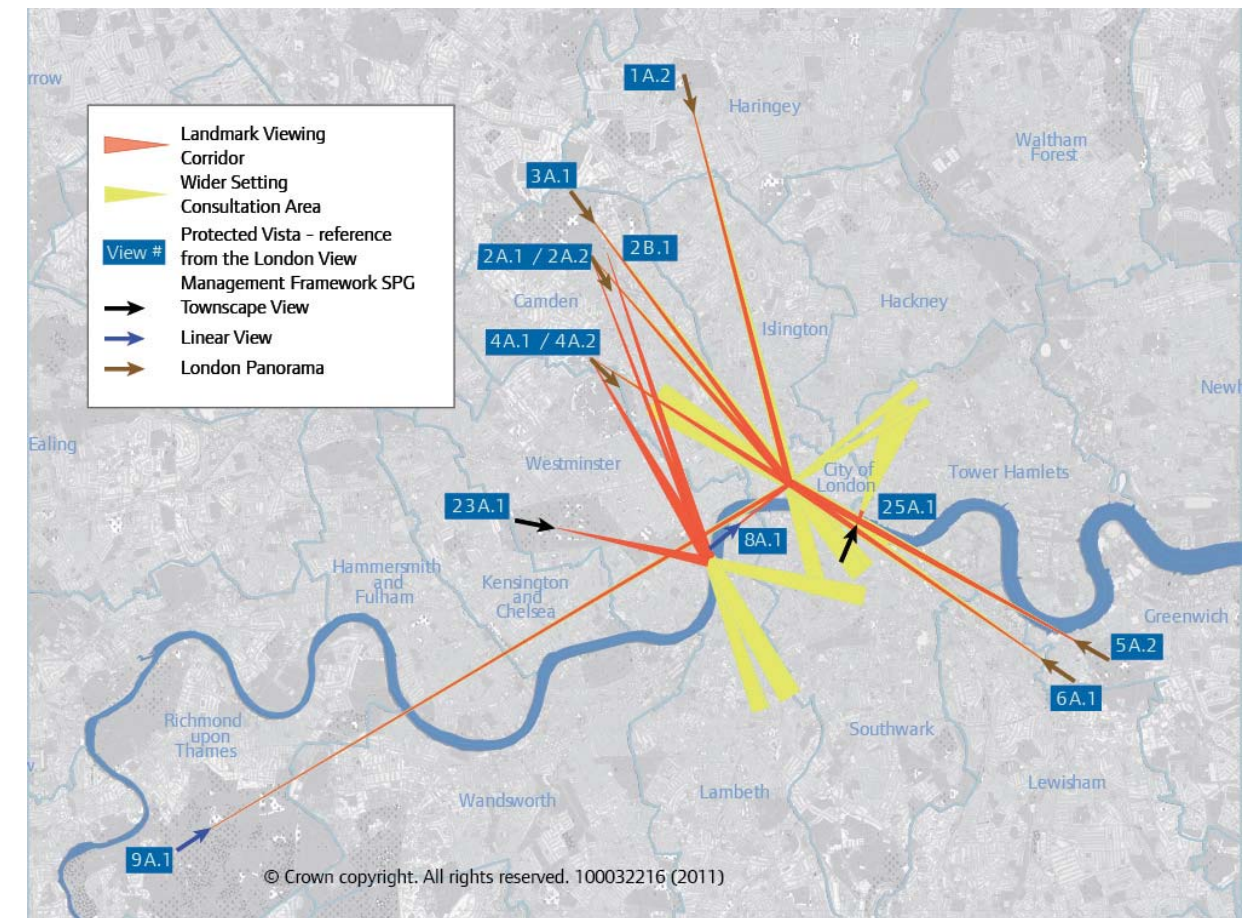 1A.2
Haringey
rrow
Waltham
Forest
Landmark Viewing
Corridor
Wider Setting
Consultation Area
View #
Protected Vista - reference
from the London View
Management Framework SPG
Townscape View
Linear View
London Panorama
3A.1
2B.1
2A.1 / 2A.2
Camden
Hackney
Islington
4A.1 / 4A.2
Newh
Ealing
Westminster
City of
London
Tower Hamlets
23A.1
25A.1
8A.1
Hammersmith
and
Fulham
Kensington
and
Chelsea
Greenwich
5A.2
6A.1
Richmond
upon
Thames
Southwark
Lewisham
Wandsworth
Lambeth
9A.1
© Crown copyright. All rights reserved. 100032216 (2011)